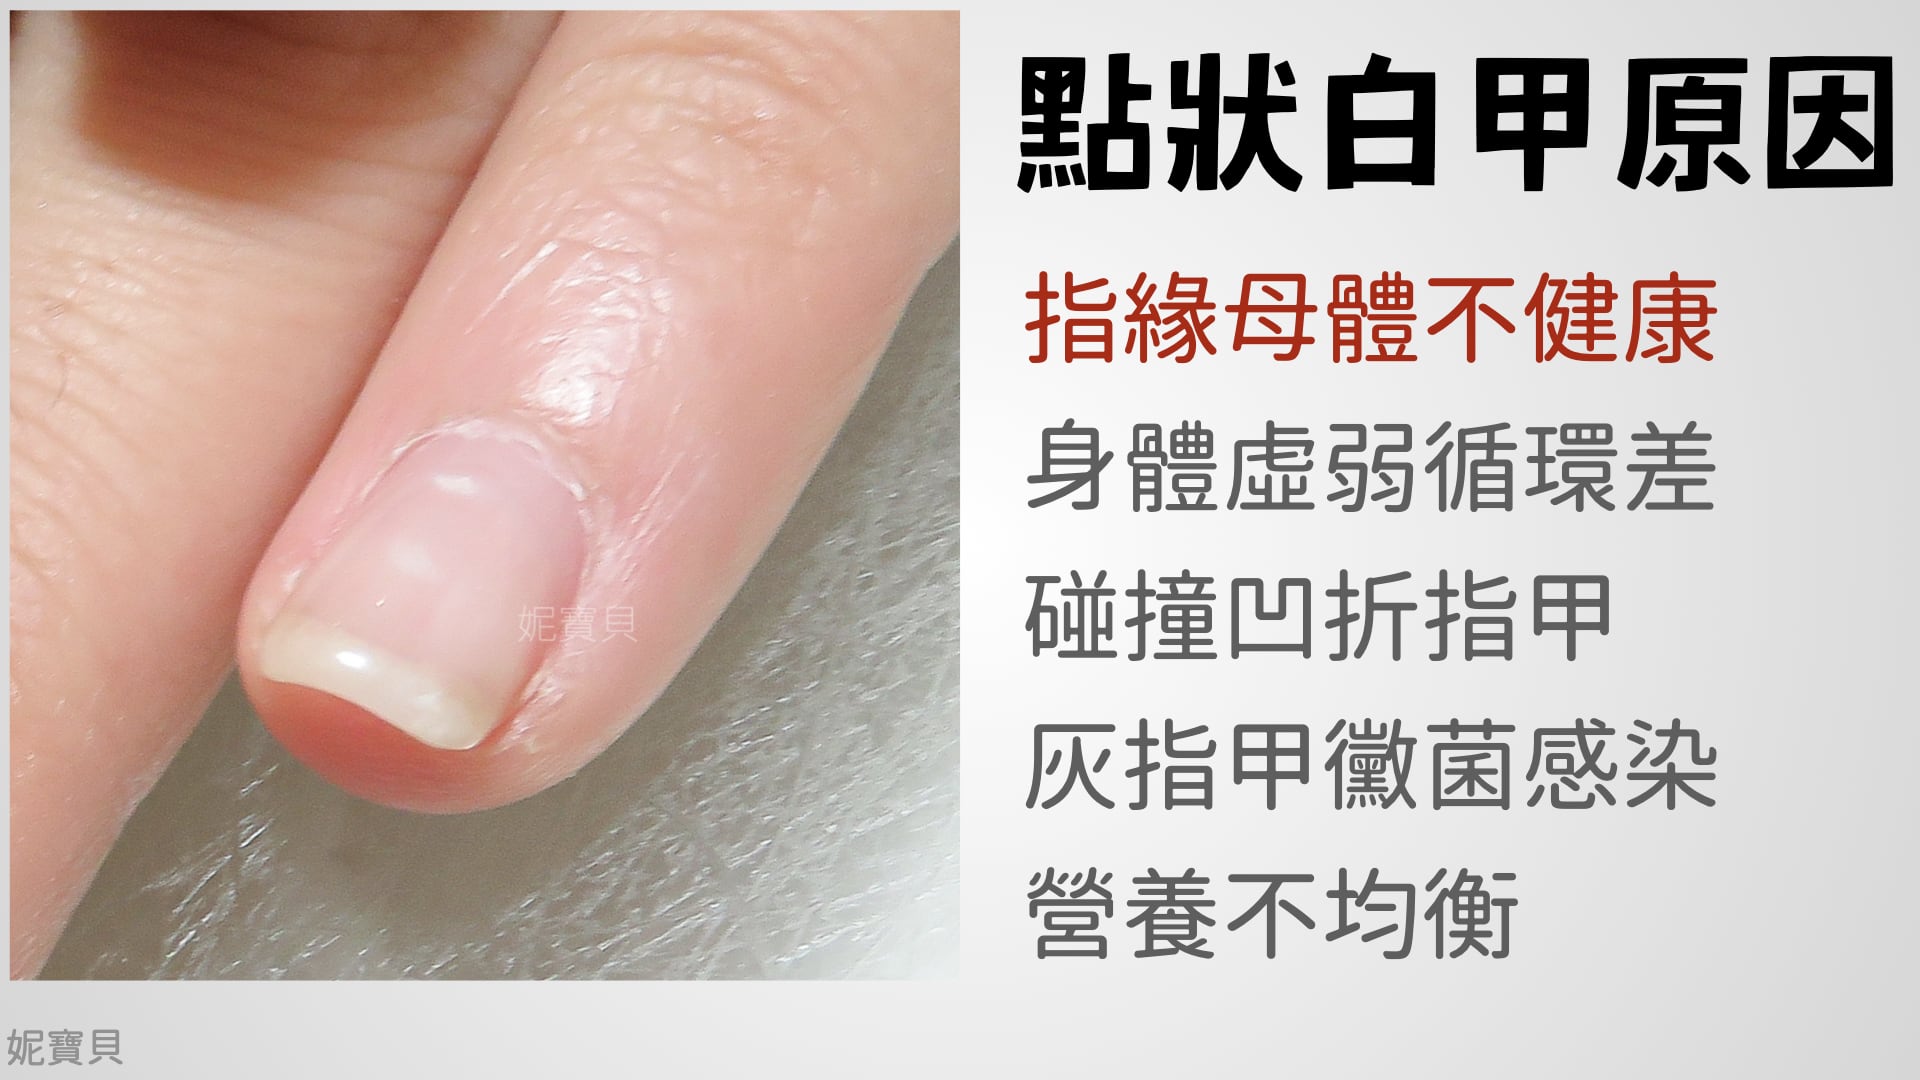 點狀白甲原因
指緣母體不健康
身體虛弱循環差
碰撞凹折指甲
灰指甲黴菌感染
營養不均衡
妮寶貝
妮寶貝